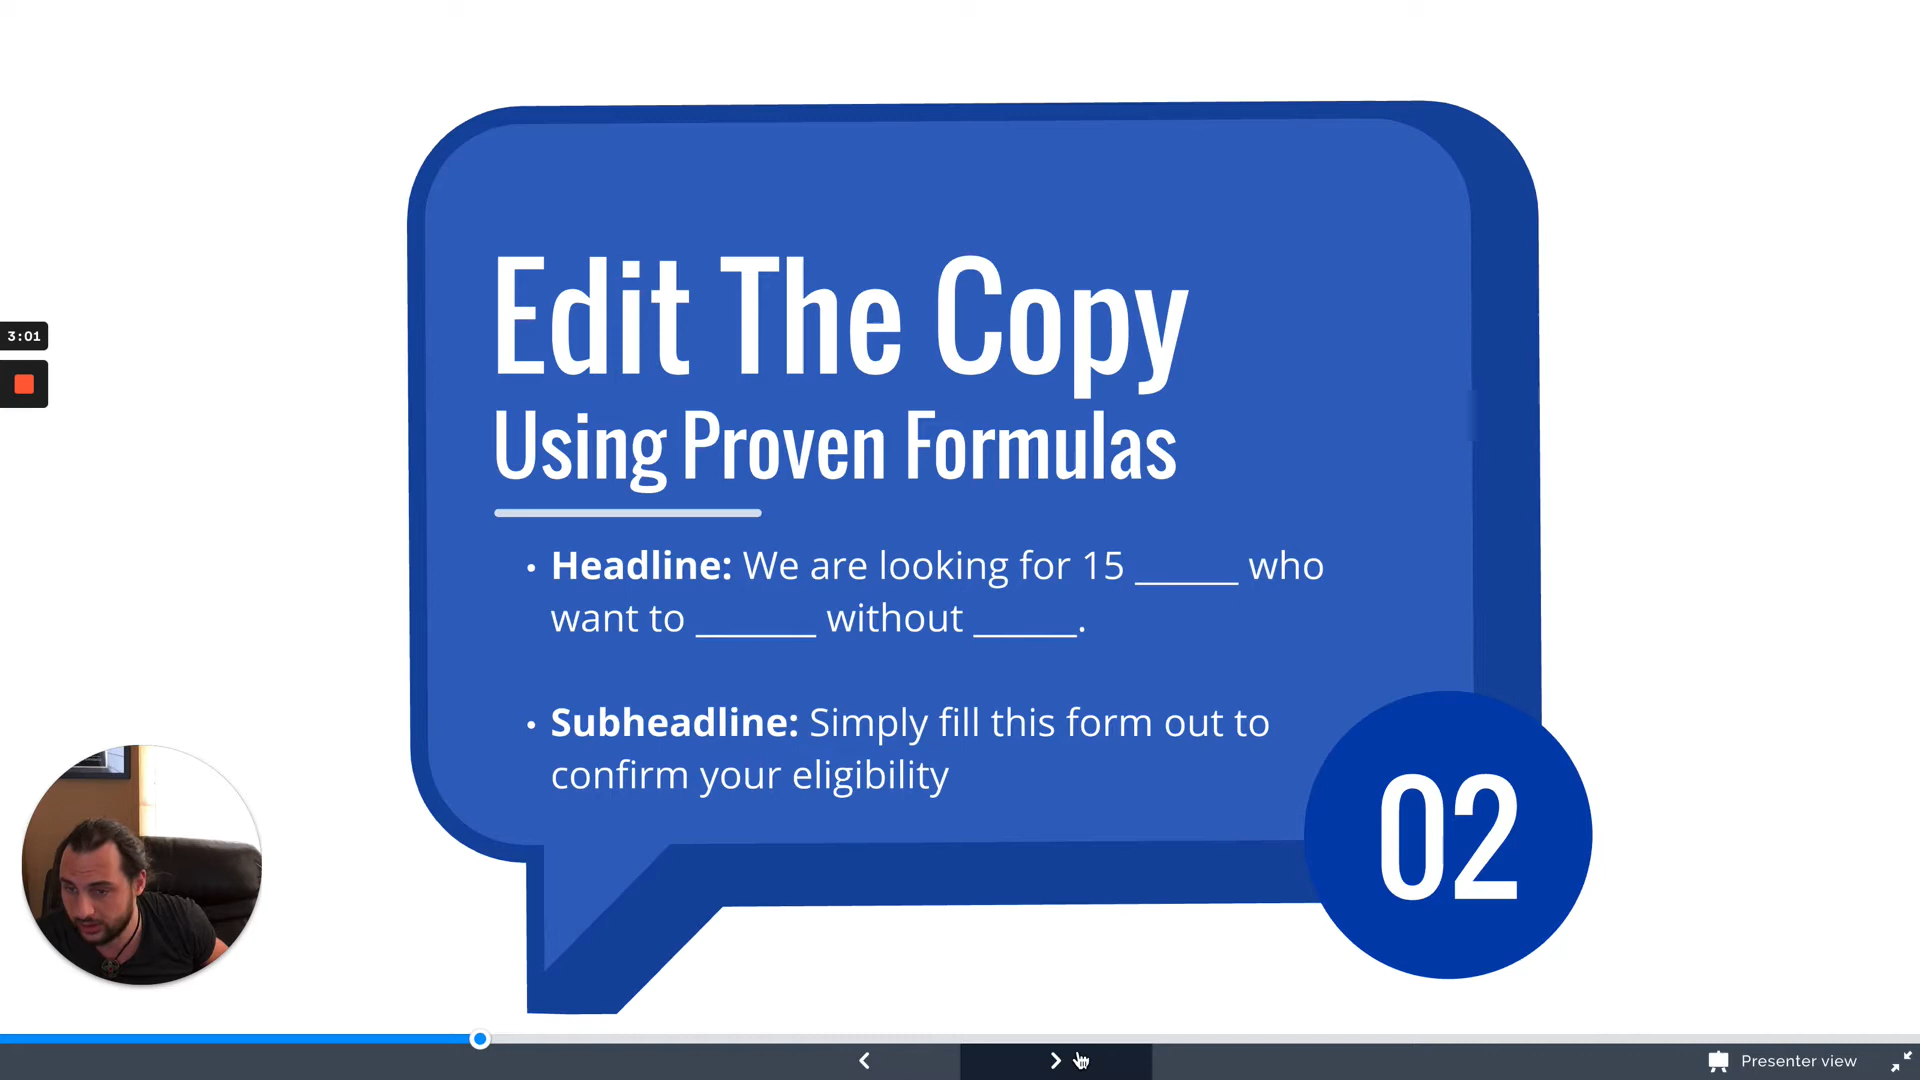 Edit The Copy
Using Proven Formulas
• Headline: We are looking for 15 ______ who
want to _______ without ______.
• Subheadline: Simply fill this form out to
confirm your eligibility
02
3:01
Presenter view